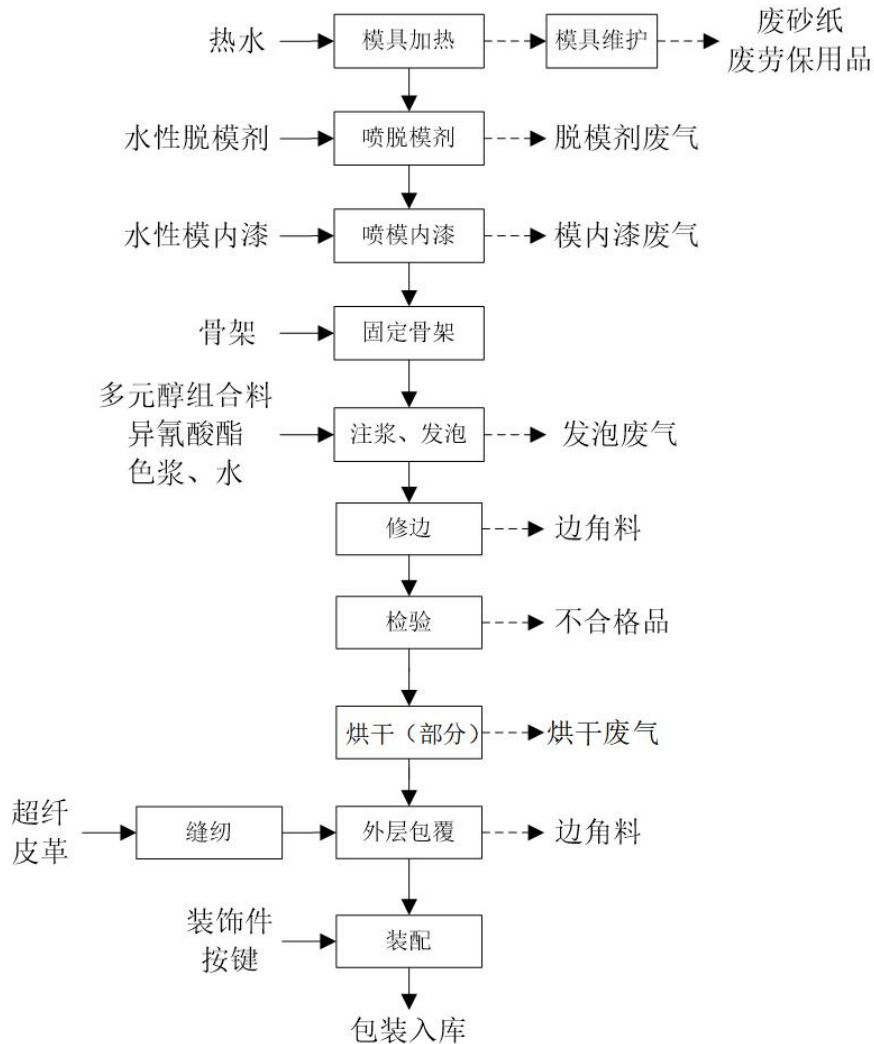 热水
模具加热
模具维护
废砂纸
废劳保用品
水性脱模剂
喷脱模剂
脱模剂废气
水性模内漆
喷模内漆
模内漆废气
骨架
固定骨架
多元醇组合料
异氰酸酯
色浆、水
注浆、发泡
发泡废气
修边
边角料
检验
不合格品
烘干（部分）
烘干废气
超纤
皮革
缝纫
外层包覆
边角料
装饰件
按键
装配
包装入库